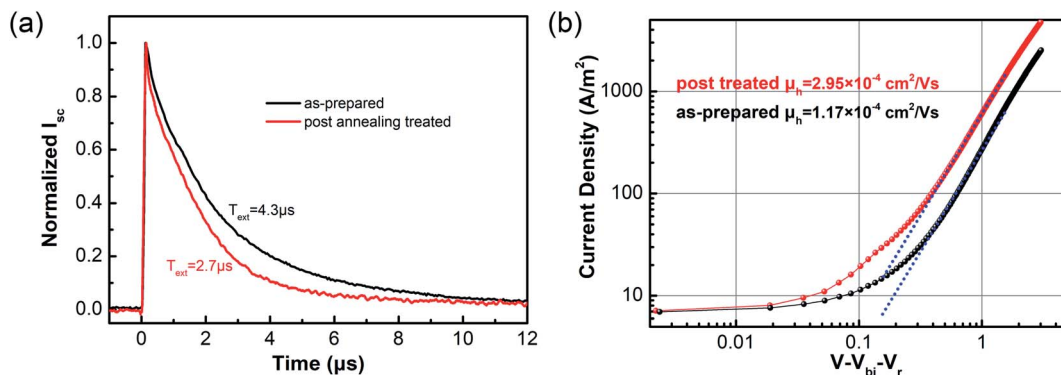 (a)
Normalized I_sc
1.0
0.8
0.6
0.4
0.2
0.0
as-prepared
post annealing treated
T_ext=4.3μs
T_ext=2.7μs
0 2 4 6 8 10 12
Time (μs)
(b)
Current Density (A/m²)
1000
100
10
post treated μ_h=2.95×10⁻⁴ cm²/Vs
as-prepared μ_h=1.17×10⁻⁴ cm²/Vs
0.01 0.1 1
V-V_bi-V_r